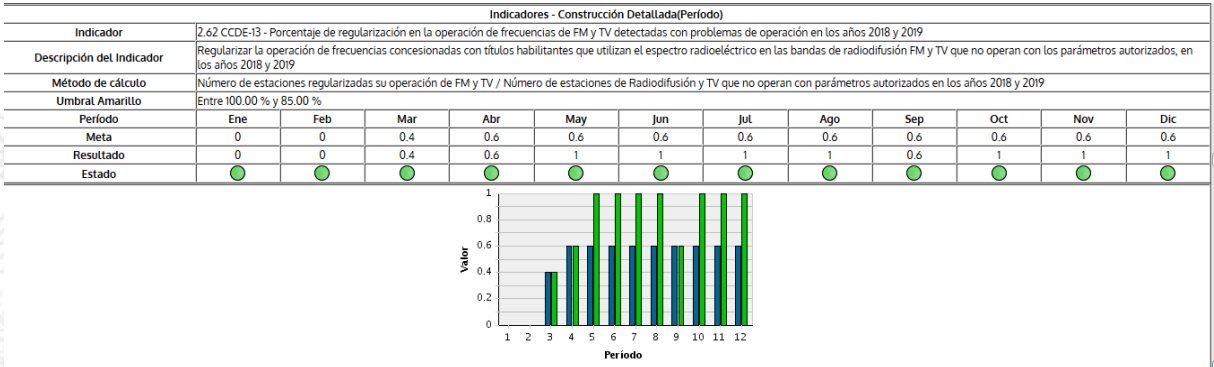 Indicadores - Construcción Detallada(Período)
Indicador 2.62 CCDE-13 - Porcentaje de regularización en la operación de frecuencias de FM y TV detectadas con problemas de operación en los años 2018 y 2019
Descripción del Indicador Regularizar la operación de frecuencias concesionadas con títulos habilitantes que utilizan el espectro radioeléctrico en las bandas de radiodifusión FM y TV que no operan con los parámetros autorizados, en
los años 2018 y 2019
Método de cálculo Número de estaciones regularizadas su operación de FM y TV / Número de estaciones de Radiodifusión y TV que no operan con parámetros autorizados en los años 2018 y 2019
Umbral Amarillo Entre 100.00 % y 85.00 %
Período Ene Feb Mar Abr May Jun Jul Ago Sep Oct Nov Dic
Meta 0 0 0.4 0.6 0.6 0.6 0.6 0.6 0.6 0.6 0.6 0.6
Resultado 0 0 0.4 0.6 1 1 1 1 0.6 1 1 1
Estado
1
0.8
0.6
0.4
0.2
0
Valor
1 2 3 4 5 6 7 8 9 10 11 12
Periodo